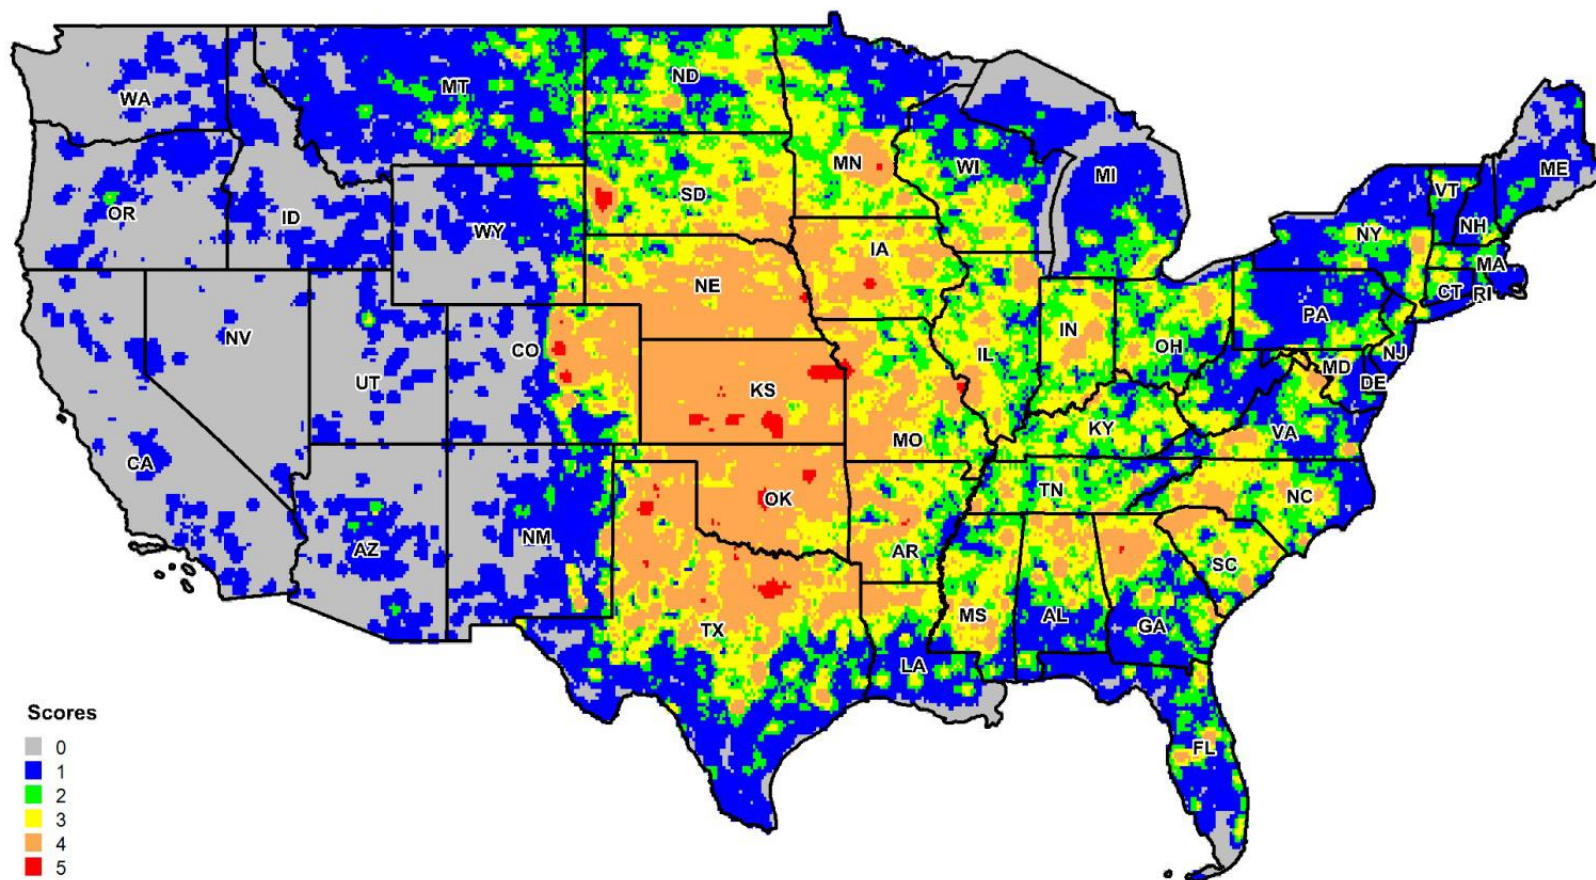 WA
MT
ND
MN
WI
MI
ME
VT
NH
NY
MA
CT
RI
OR
ID
WY
SD
IA
NE
PA
NJ
NV
UT
CO
IL
IN
OH
MD
DE
KS
MO
KY
VA
CA
OK
TN
NC
AZ
NM
AR
SC
TX
MS
AL
GA
LA
FL
Scores
0
1
2
3
4
5